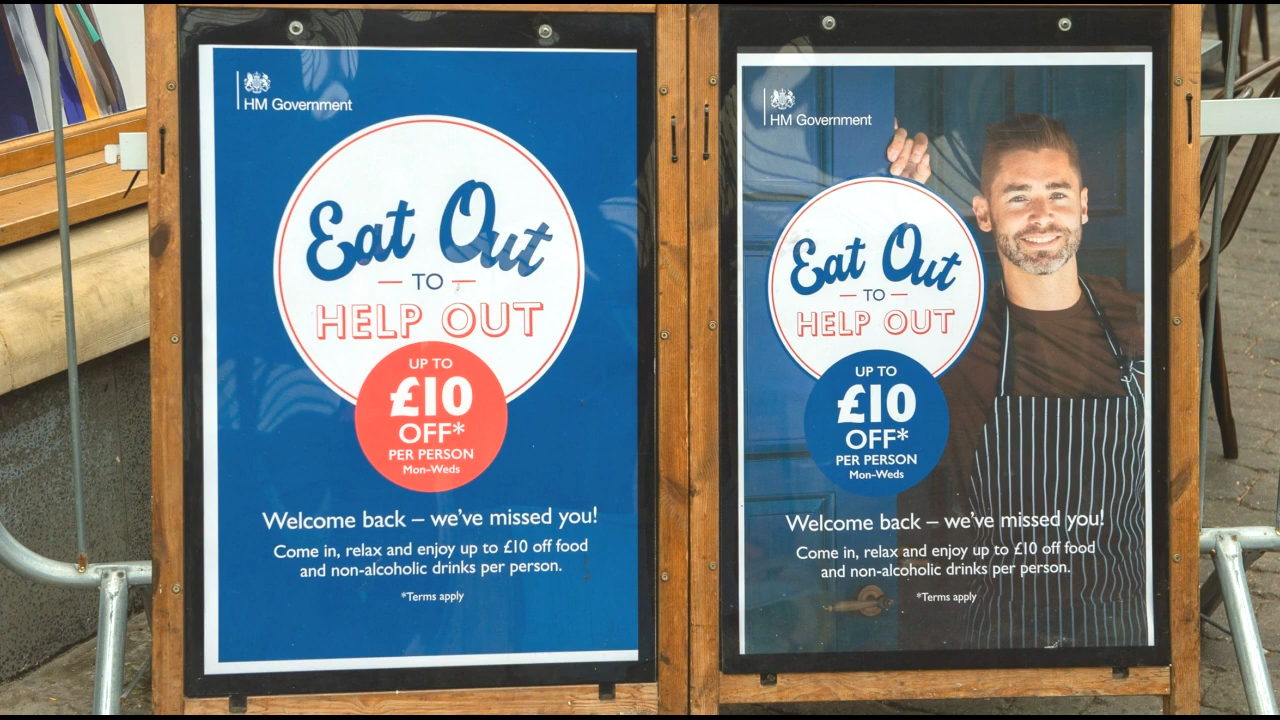 HM Government
Eat Out
TO
HELP OUT
UP TO
£10
OFF*
PER PERSON
Mon-Weds
Welcome back – we've missed you!
Come in, relax and enjoy up to £10 off food
and non-alcoholic drinks per person.
*Terms apply
HM Government
Eat Out
TO
HELP OUT
UP TO
£10
OFF*
PER PERSON
Mon-Weds
Welcome back – we've missed you!
Come in, relax and enjoy up to £10 off food
and non-alcoholic drinks per person.
*Terms apply